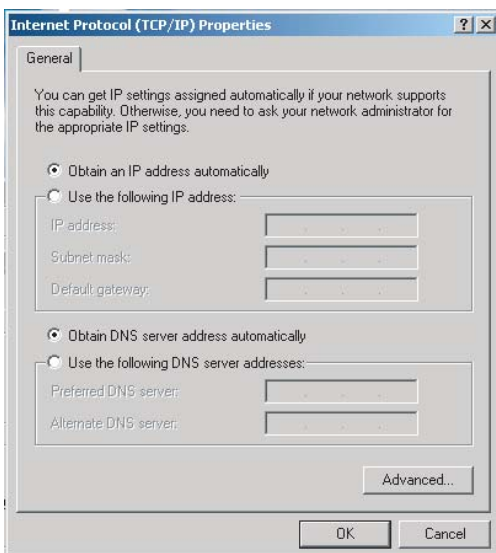 Internet Protocol (TCP/IP) Properties
General
You can get IP settings assigned automatically if your network supports
this capability. Otherwise, you need to ask your network administrator for
the appropriate IP settings.
Obtain an IP address automatically
Use the following IP address:
IP address:
Subnet mask:
Default gateway:
Obtain DNS server address automatically
Use the following DNS server addresses:
Preferred DNS server:
Alternate DNS server:
Advanced...
OK
Cancel